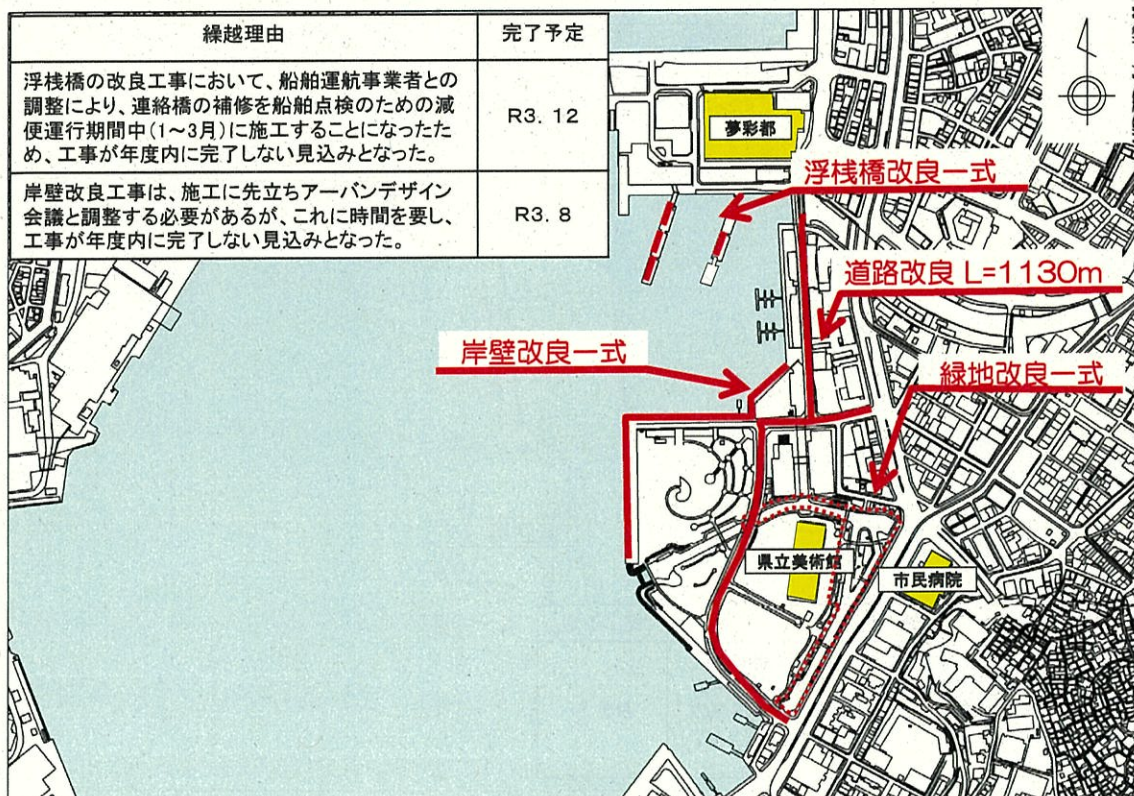 繰越理由
完了予定
浮桟橋の改良工事において、船舶運航事業者との
調整により、連絡橋の補修を船舶点検のための減
便運行期間中(1～3月)に施工することになったた
め、工事が年度内に完了しない見込みとなった。
R3. 12
岸壁改良工事は、施工に先立ちアーバンデザイン
会議と調整する必要があるが、これに時間を要し、
工事が年度内に完了しない見込みとなった。
R3. 8
夢彩都
浮桟橋改良一式
道路改良 L=1130m
岸壁改良一式
緑地改良一式
県立美術館
市民病院